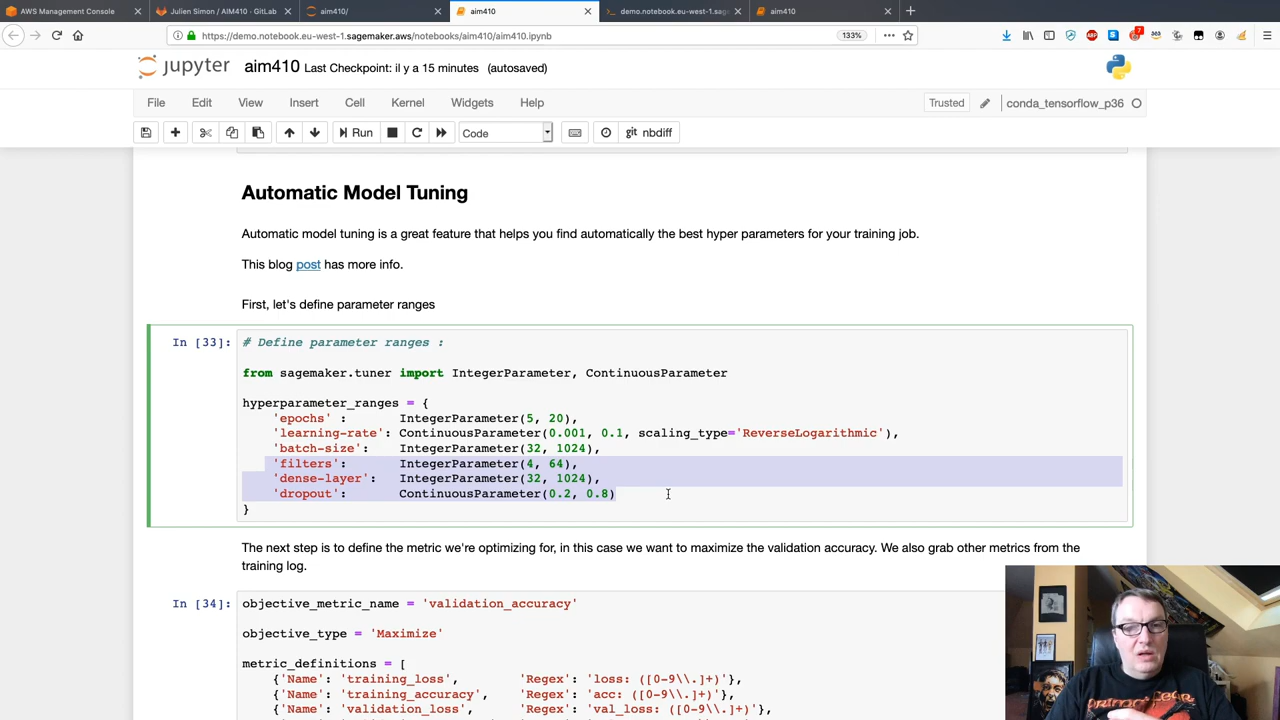 AWS Management Console
Julien Simon / AIM410 · GitLab
aim410/
aim410
demo.notebook.eu-west-1.sage
aim410
https://demo.notebook.eu-west-1.sagemaker.aws/notebooks/aim410/aim410.ipynb
133%
jupyter aim410 Last Checkpoint: il y a 15 minutes (autosaved)
File Edit View Insert Cell Kernel Widgets Help Trusted conda_tensorflow_p36
Run Code git nbdiff
Automatic Model Tuning
Automatic model tuning is a great feature that helps you find automatically the best hyper parameters for your training job.
This blog post has more info.
First, let's define parameter ranges
In [33]: # Define parameter ranges :
from sagemaker.tuner import IntegerParameter, ContinuousParameter
hyperparameter_ranges = {
'epochs' : IntegerParameter(5, 20),
'learning-rate': ContinuousParameter(0.001, 0.1, scaling_type='ReverseLogarithmic'),
'batch-size': IntegerParameter(32, 1024),
'filters': IntegerParameter(4, 64),
'dense-layer': IntegerParameter(32, 1024),
'dropout': ContinuousParameter(0.2, 0.8)
}
The next step is to define the metric we're optimizing for, in this case we want to maximize the validation accuracy. We also grab other metrics from the
training log.
In [34]: objective_metric_name = 'validation_accuracy'
objective_type = 'Maximize'
metric_definitions = [
{'Name': 'training_loss', 'Regex': 'loss: ([0-9\\.]+)'},
{'Name': 'training_accuracy', 'Regex': 'acc: ([0-9\\.]+)'},
{'Name': 'validation_loss', 'Regex': 'val_loss: ([0-9\\.]+)'},